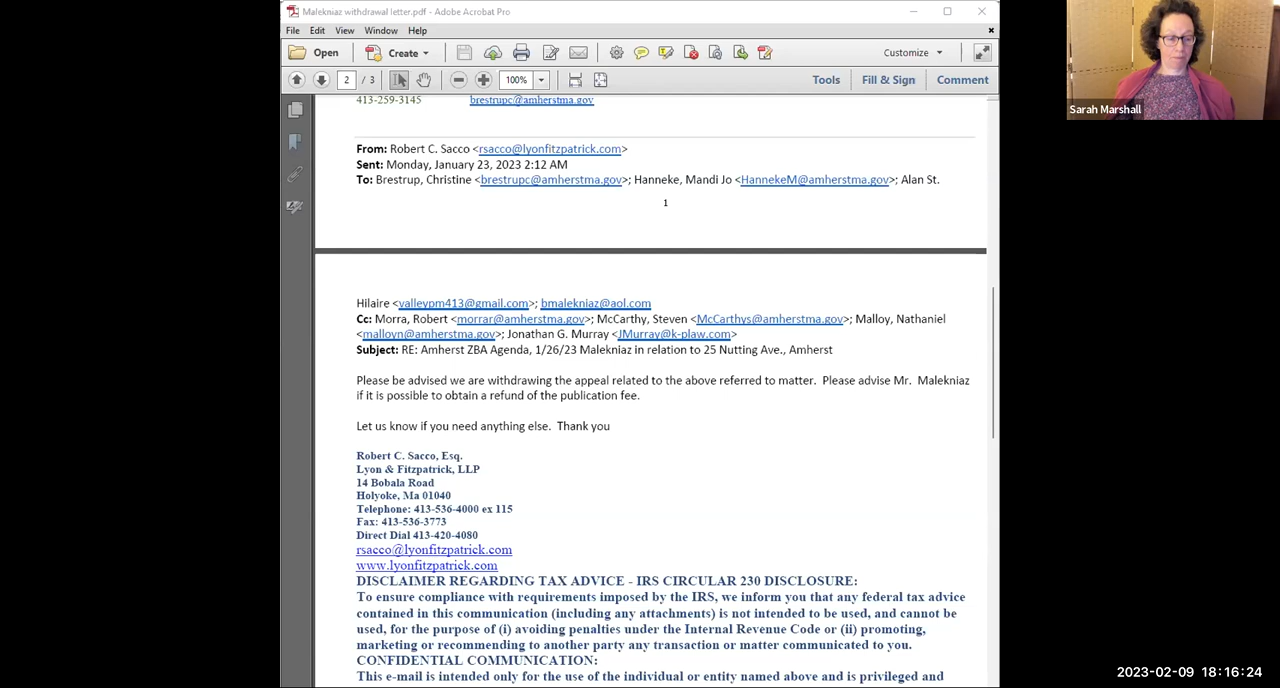 Malekniaz withdrawal letter.pdf - Adobe Acrobat Pro
File Edit View Window Help
Open Create Customize
2 / 3 100% Tools Fill & Sign Comment
413-259-3145 brestrupc@amherstma.gov
From: Robert C. Sacco <rsacco@lyonfitzpatrick.com>
Sent: Monday, January 23, 2023 2:12 AM
To: Brestrup, Christine <brestrupc@amherstma.gov>; Hanneke, Mandi Jo <HannekeM@amherstma.gov>; Alan St.
1
Hilaire <valleypm413@gmail.com>; bmalekniaz@aol.com
Cc: Morra, Robert <morrar@amherstma.gov>; McCarthy, Steven <McCarthys@amherstma.gov>; Malloy, Nathaniel
<malloyn@amherstma.gov>; Jonathan G. Murray <JMurray@k-plaw.com>
Subject: RE: Amherst ZBA Agenda, 1/26/23 Malekniaz in relation to 25 Nutting Ave., Amherst
Please be advised we are withdrawing the appeal related to the above referred to matter. Please advise Mr. Malekniaz
if it is possible to obtain a refund of the publication fee.
Let us know if you need anything else. Thank you
Robert C. Sacco, Esq.
Lyon & Fitzpatrick, LLP
14 Bobala Road
Holyoke, Ma 01040
Telephone: 413-536-4000 ex 115
Fax: 413-536-3773
Direct Dial 413-420-4080
rsacco@lyonfitzpatrick.com
www.lyonfitzpatrick.com
DISCLAIMER REGARDING TAX ADVICE - IRS CIRCULAR 230 DISCLOSURE:
To ensure compliance with requirements imposed by the IRS, we inform you that any federal tax advice
contained in this communication (including any attachments) is not intended to be used, and cannot be
used, for the purpose of (i) avoiding penalties under the Internal Revenue Code or (ii) promoting,
marketing or recommending to another party any transaction or matter communicated to you.
CONFIDENTIAL COMMUNICATION:
This e-mail is intended only for the use of the individual or entity named above and is privileged and
Sarah Marshall
2023-02-09 18:16:24